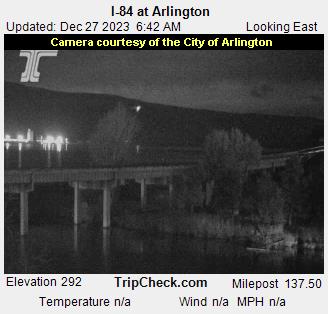 I-84 at Arlington
Updated: Dec 27 2023 6:42 AM Looking East
Camera courtesy of the City of Arlington
Elevation 292 TripCheck.com Milepost 137.50
Temperature n/a Wind n/a MPH n/a